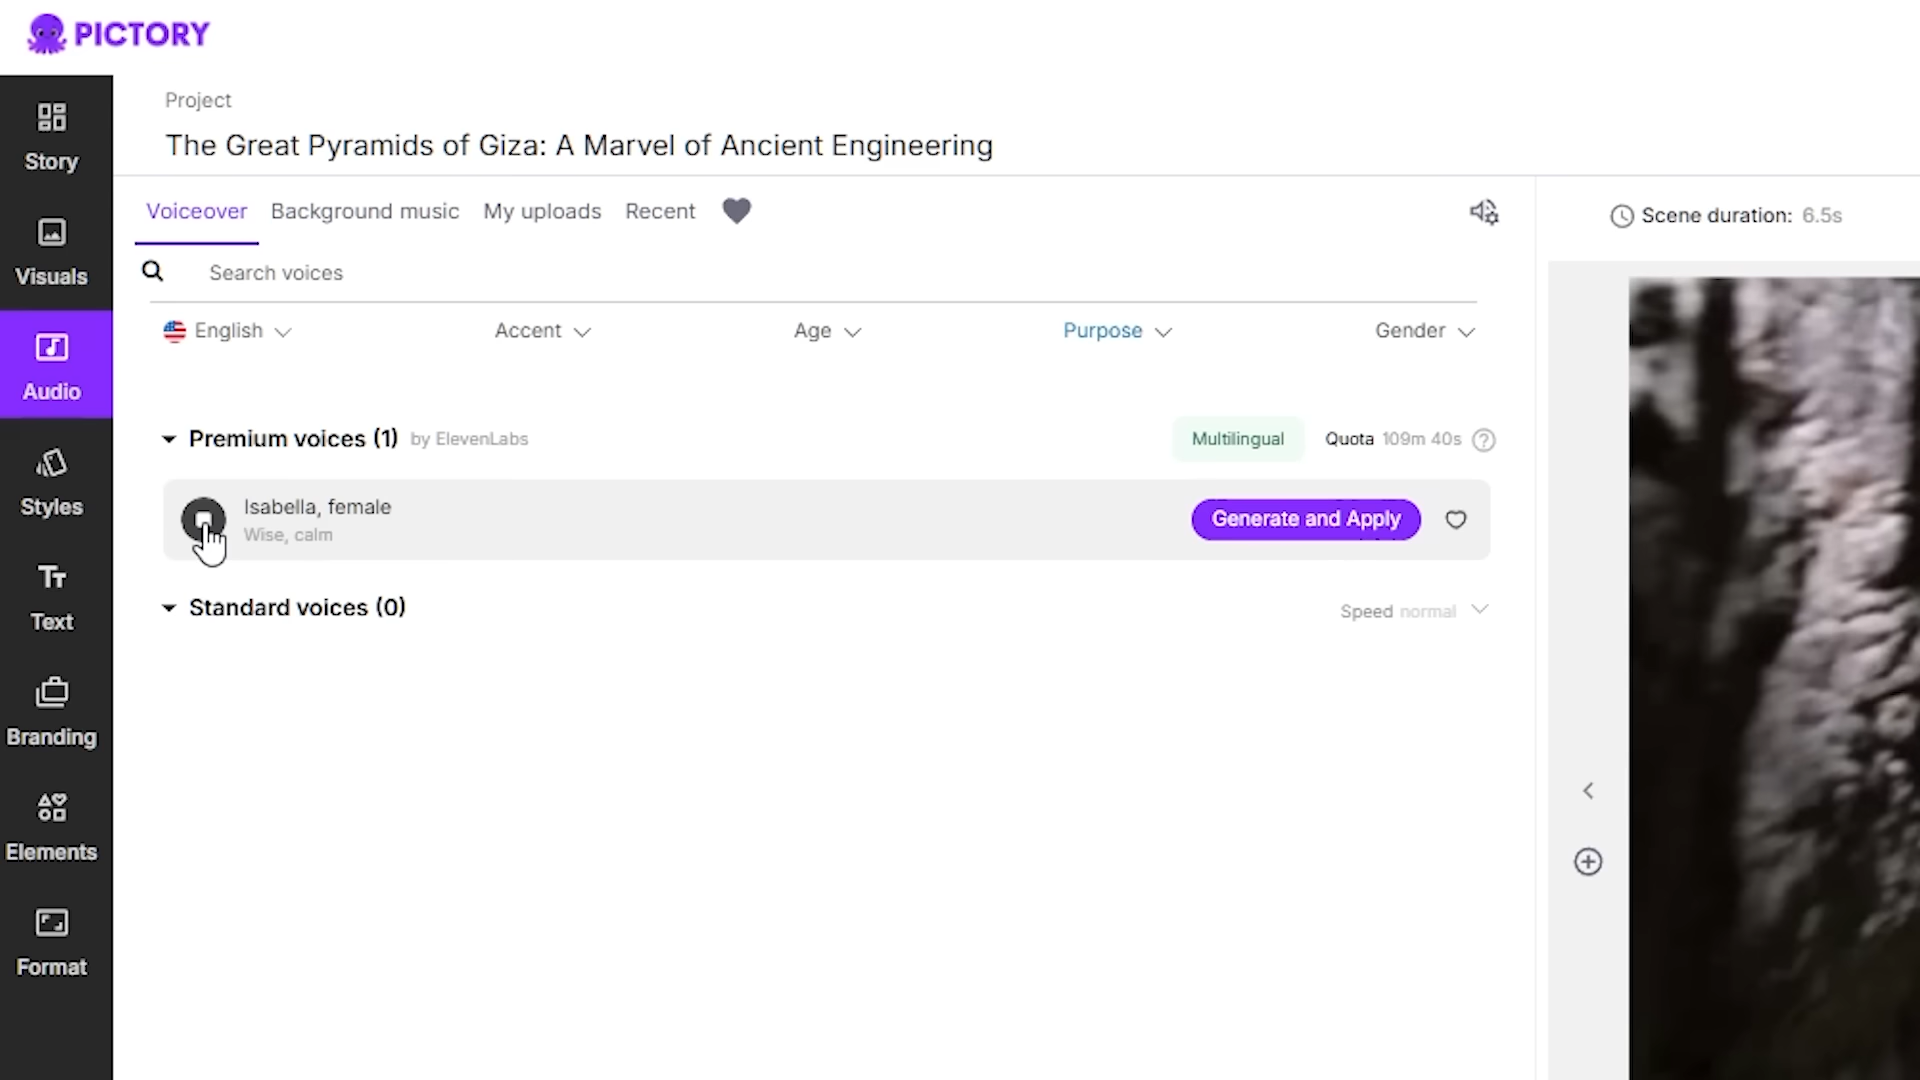 PICTORY
Project
The Great Pyramids of Giza: A Marvel of Ancient Engineering
Story
Visuals
Audio
Styles
Text
Branding
Elements
Format
Voiceover Background music My uploads Recent
Scene duration: 6.5s
Search voices
English Accent Age Purpose Gender
Premium voices (1) by ElevenLabs Multilingual Quota 109m 40s
Isabella, female
Wise, calm
Generate and Apply
Standard voices (0) Speed normal